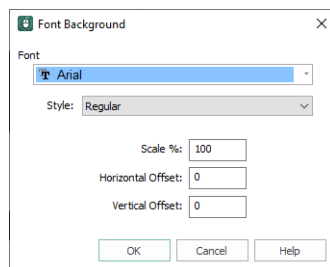 Font Background
Font
Arial
Style: Regular
Scale %: 100
Horizontal Offset: 0
Vertical Offset: 0
OK Cancel Help